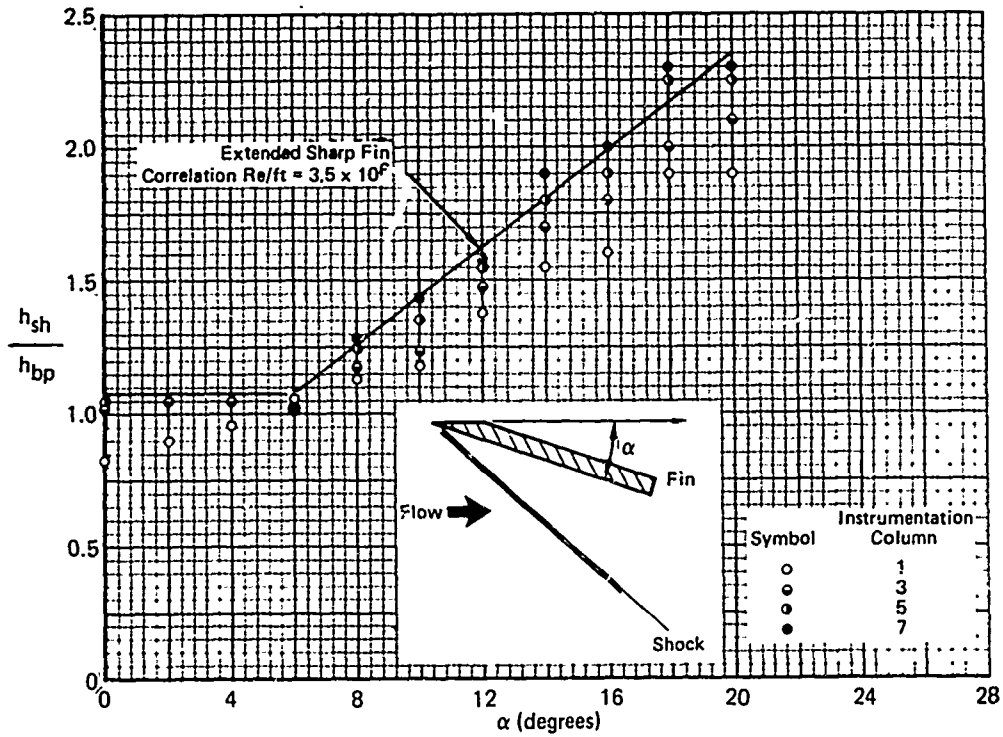 2.5
2.0
1.5
1.0
0.5
0
h_sh
h_bp
Extended Sharp Fin
Correlation Re/ft = 3.5 x 10^6
α
Fin
Flow
Shock
Instrumentation
Symbol Column
1
3
5
7
0 4 8 12 16 20 24 28
α (degrees)